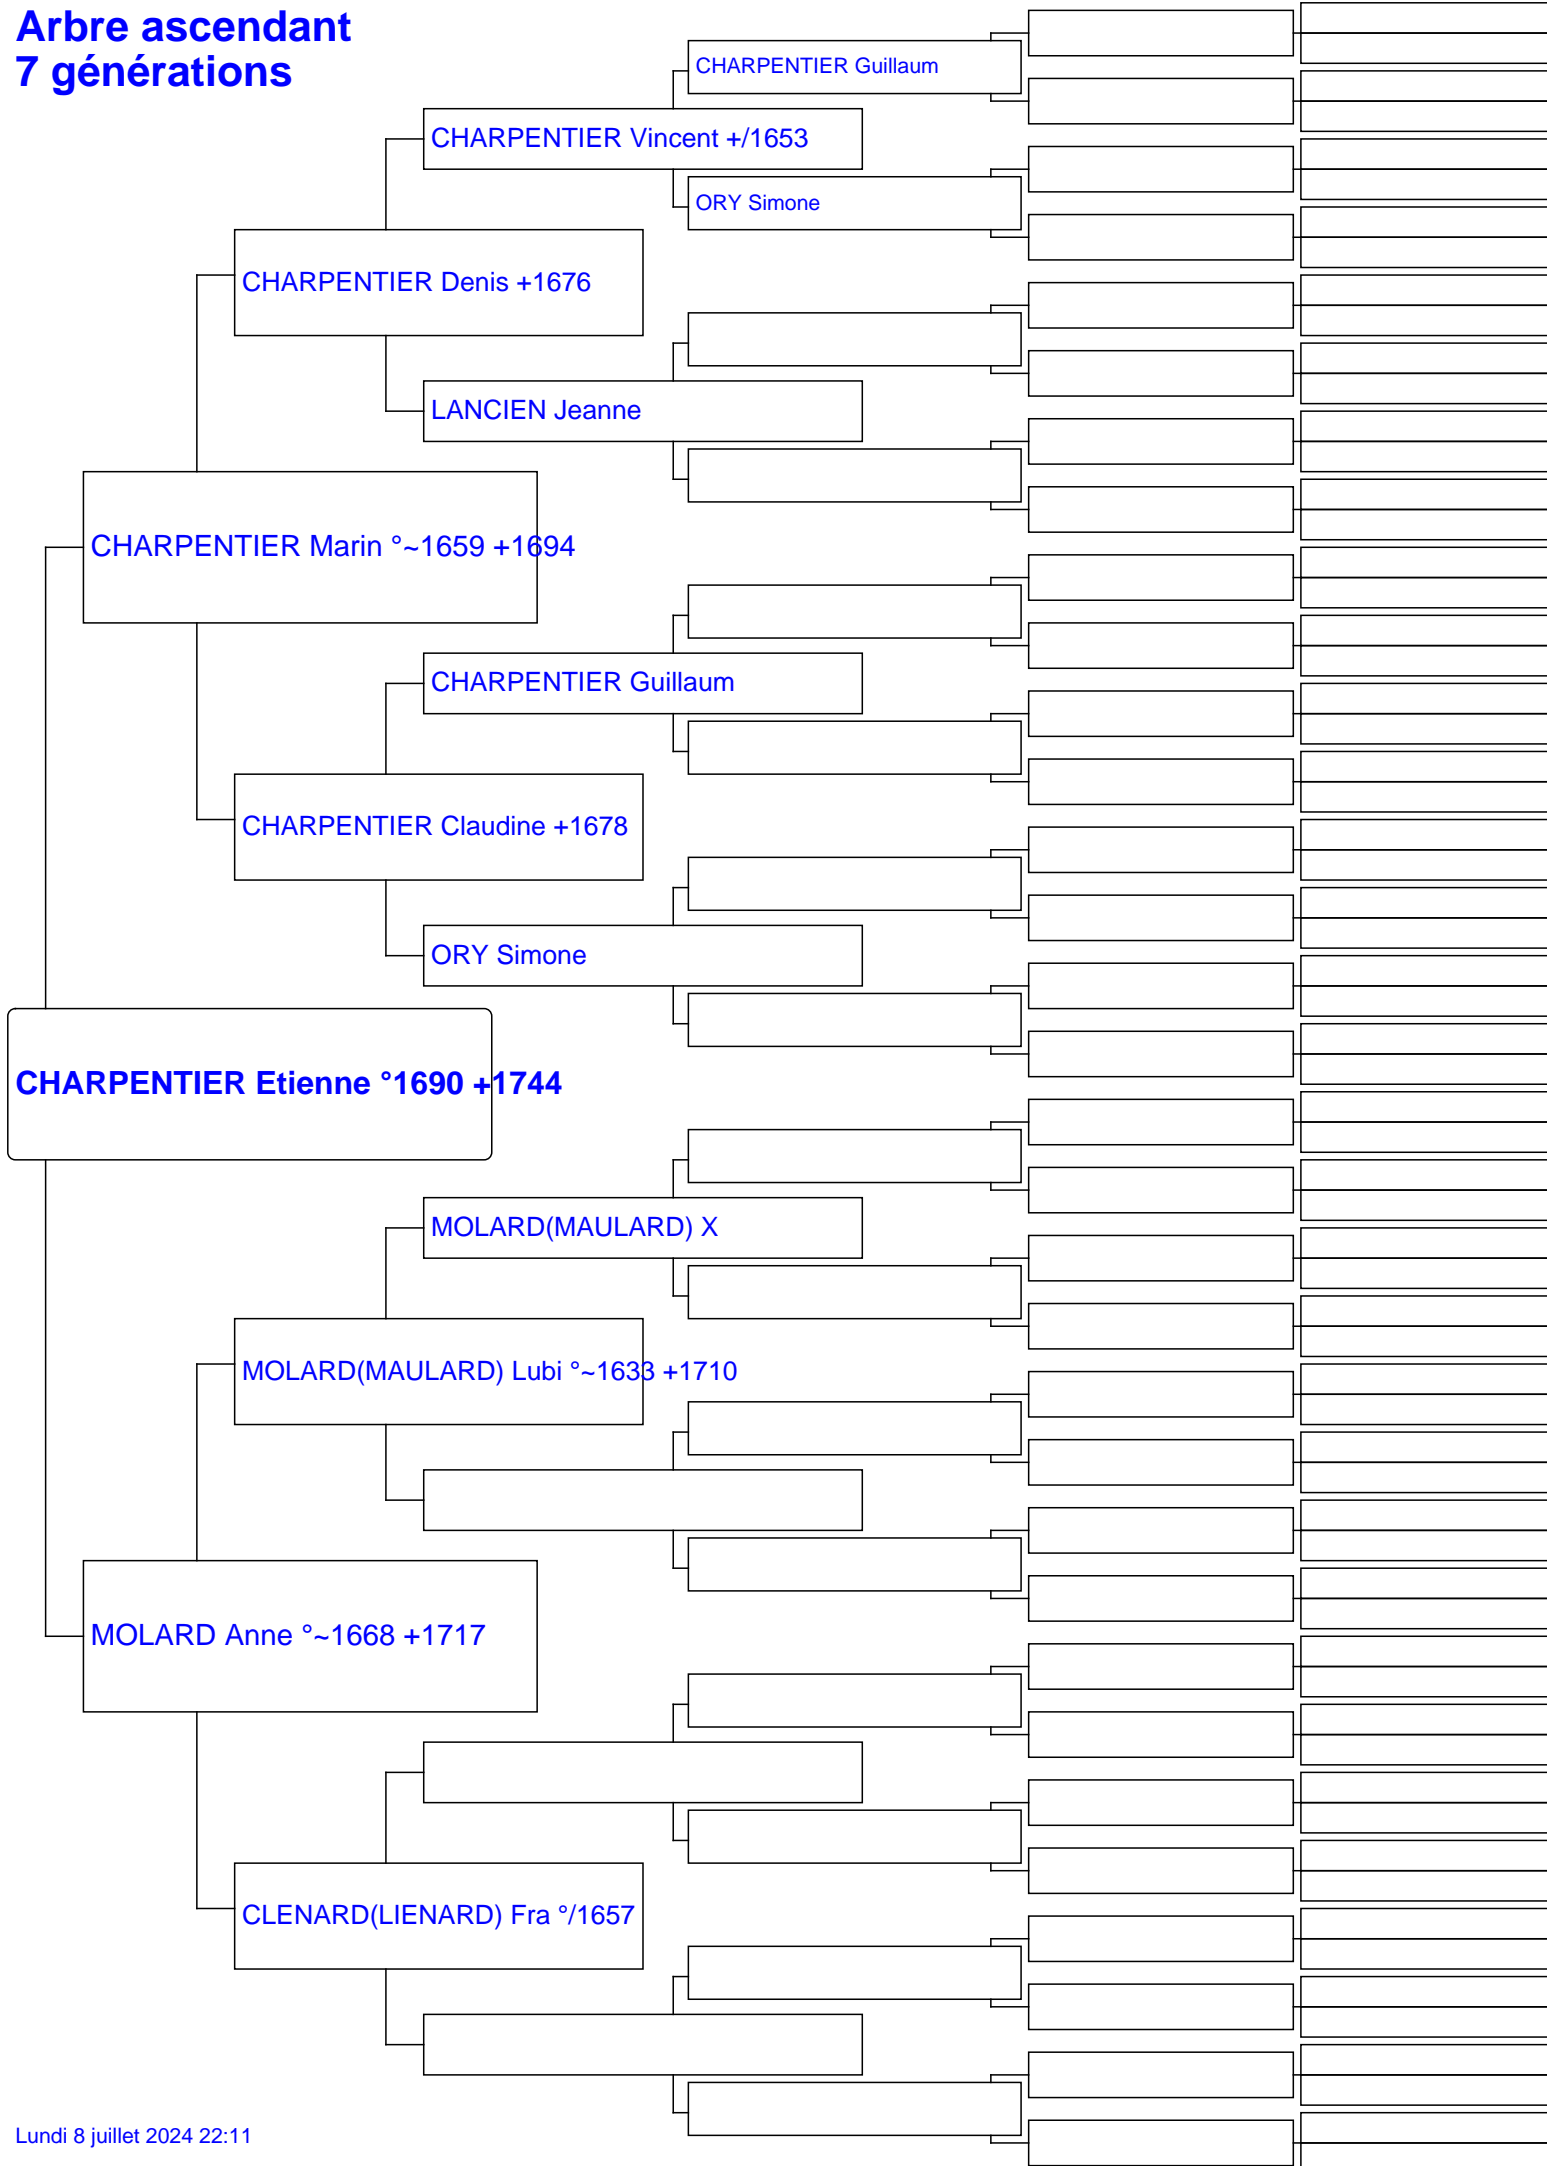 Arbre ascendant
7 générations
CHARPENTIER Guillaum
CHARPENTIER Vincent +/1653
ORY Simone
CHARPENTIER Denis +1676
LANCIEN Jeanne
CHARPENTIER Marin °~1659 +1694
CHARPENTIER Guillaum
CHARPENTIER Claudine +1678
ORY Simone
CHARPENTIER Etienne °1690 +1744
MOLARD(MAULARD) X
MOLARD(MAULARD) Lubi °~1633 +1710
MOLARD Anne °~1668 +1717
CLENARD(LIENARD) Fra °/1657
Lundi 8 juillet 2024 22:11